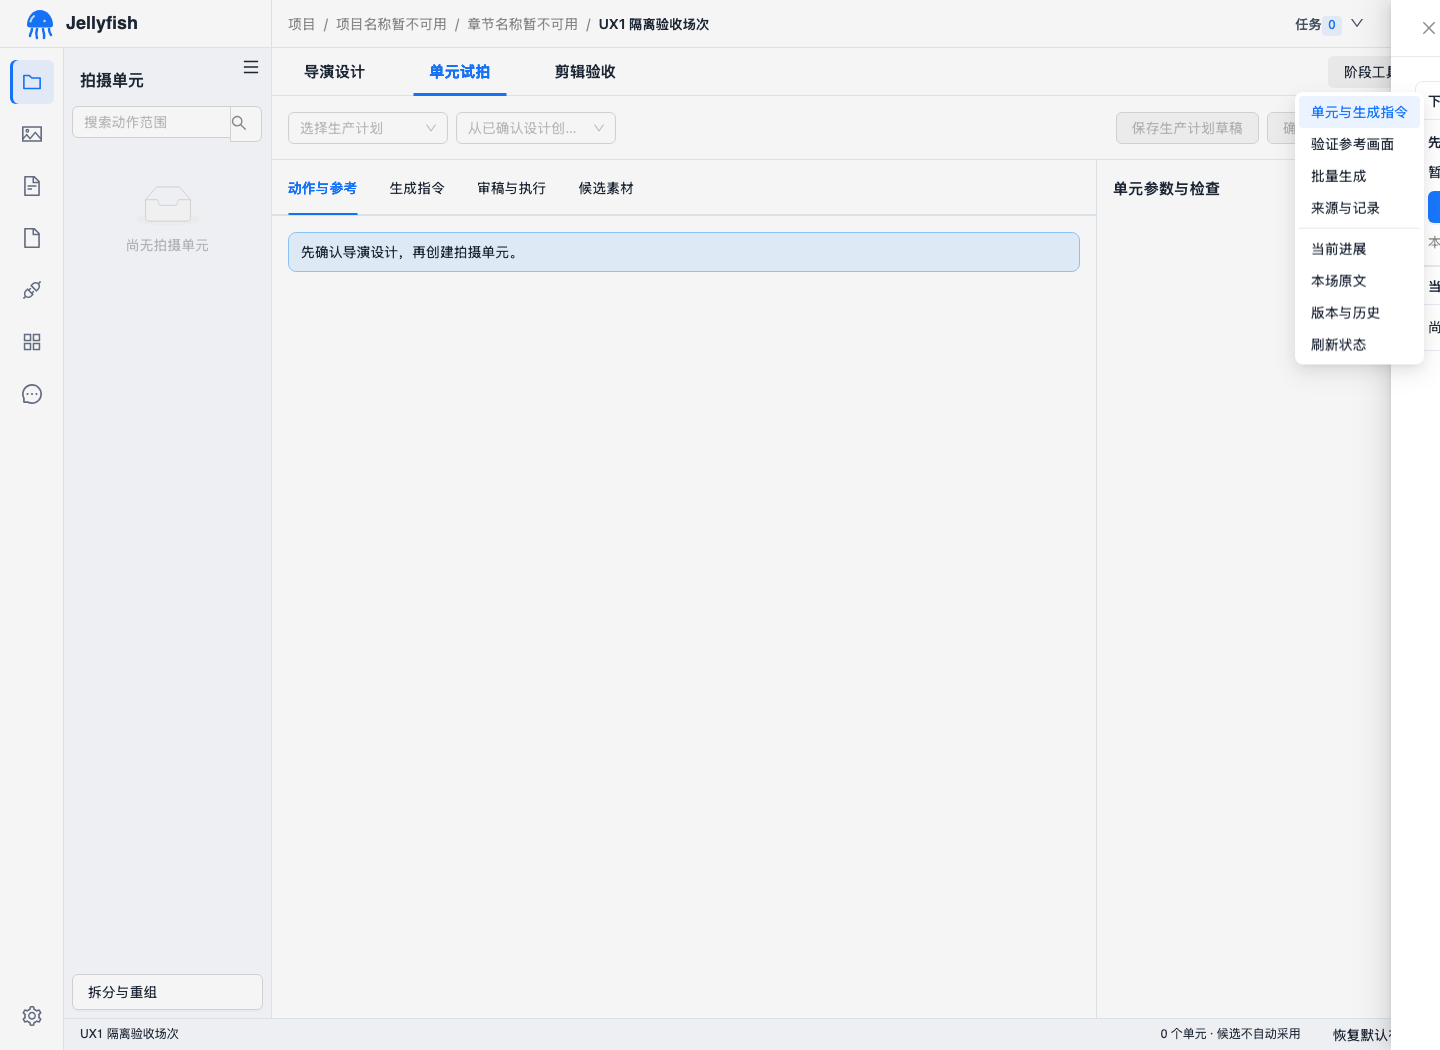 Jellyfish
项目 / 项目名称暂不可用 / 章节名称暂不可用 / UX1 隔离验收场次
任务 0
拍摄单元
搜索动作范围
尚无拍摄单元
拆分与重组
导演设计
单元试拍
剪辑验收
阶段工具
选择生产计划
从已确认设计创...
保存生产计划草稿
确
动作与参考
生成指令
审稿与执行
候选素材
先确认导演设计，再创建拍摄单元。
单元参数与检查
单元与生成指令
验证参考画面
批量生成
来源与记录
当前进展
本场原文
版本与历史
刷新状态
下
先
暂
本
当
尚
UX1 隔离验收场次
0 个单元 · 候选不自动采用
恢复默认